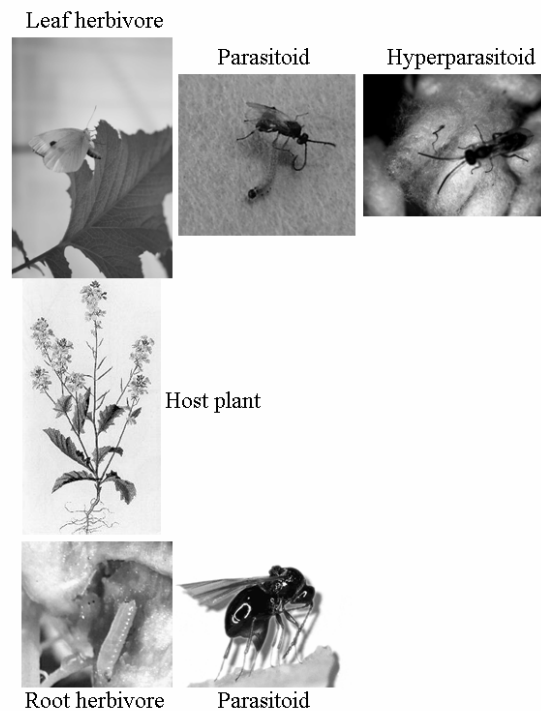 Leaf herbivore
Parasitoid
Hyperparasitoid
Host plant
Root herbivore
Parasitoid